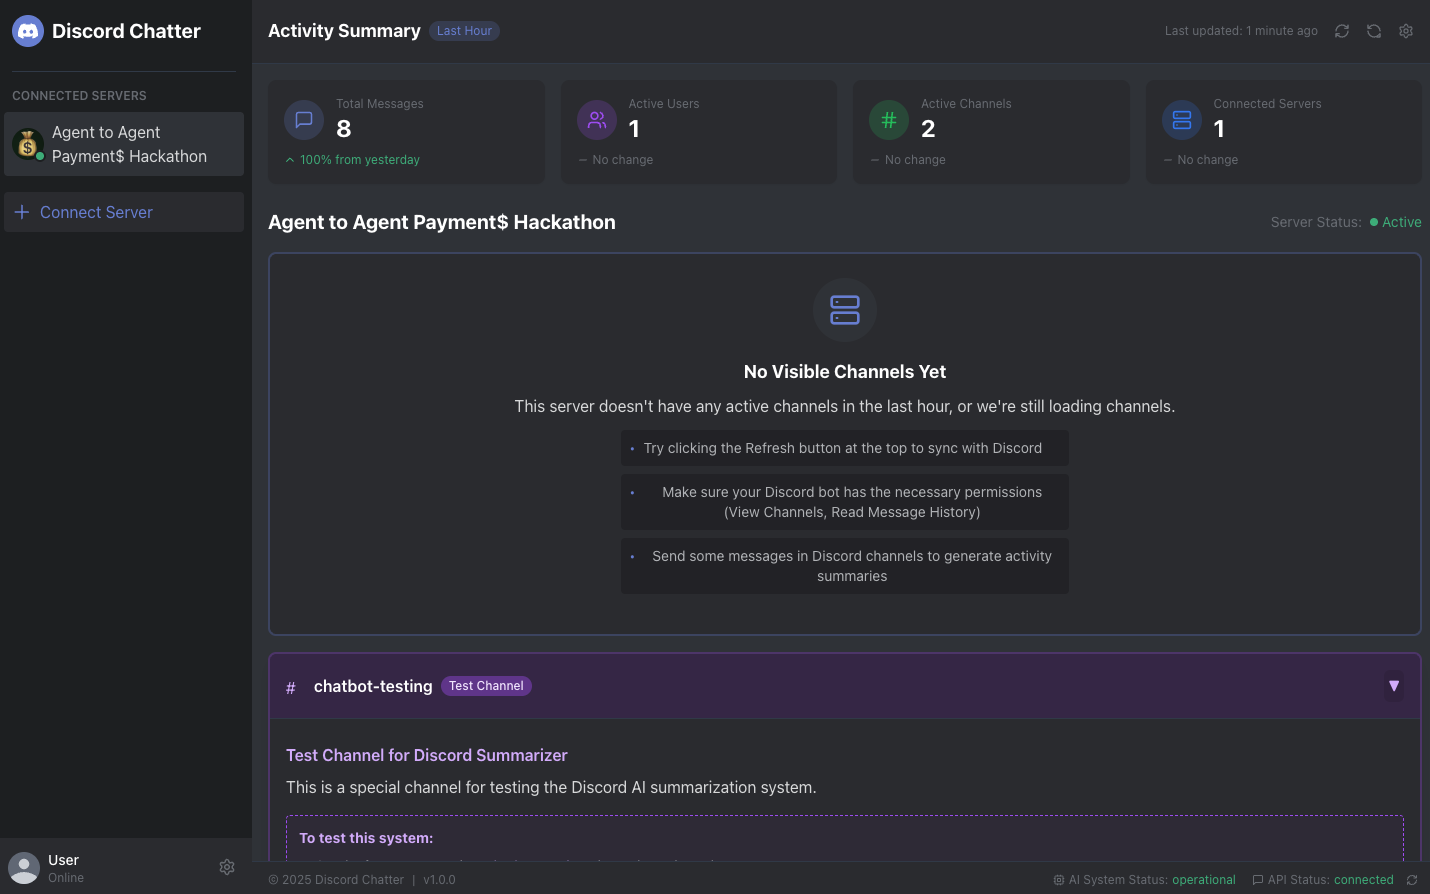 Discord Chatter
CONNECTED SERVERS
Agent to Agent
Payment$ Hackathon
Connect Server
User
Online
Activity Summary Last Hour
Last updated: 1 minute ago
Total Messages
8
100% from yesterday
Active Users
1
No change
Active Channels
2
No change
Connected Servers
1
No change
Agent to Agent Payment$ Hackathon
Server Status: Active
No Visible Channels Yet
This server doesn't have any active channels in the last hour, or we're still loading channels.
• Try clicking the Refresh button at the top to sync with Discord
• Make sure your Discord bot has the necessary permissions
(View Channels, Read Message History)
• Send some messages in Discord channels to generate activity
summaries
# chatbot-testing Test Channel
Test Channel for Discord Summarizer
This is a special channel for testing the Discord AI summarization system.
To test this system:
© 2025 Discord Chatter | v1.0.0
AI System Status: operational
API Status: connected